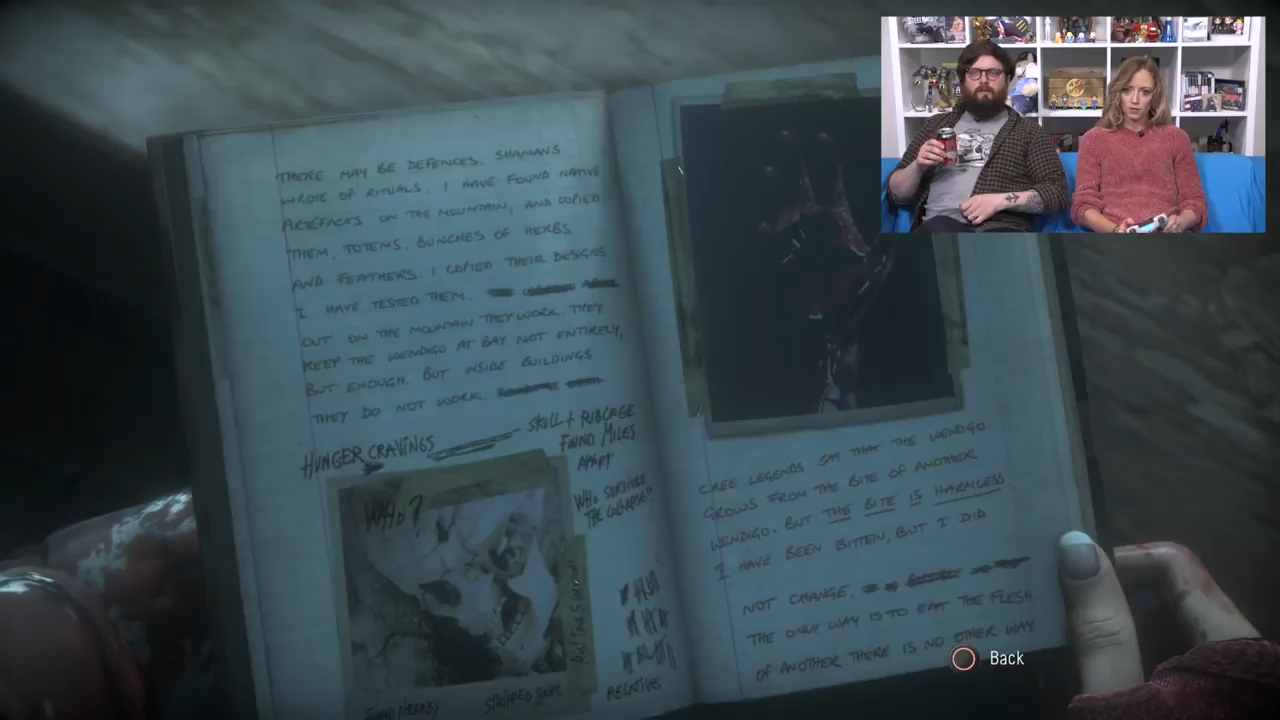 THERE MAY BE DEFENCES. SHAMANS
WROTE OF RITUALS. I HAVE FOUND NATIVE
ARTEFACTS ON THE MOUNTAIN, AND COPIED
THEM. TOTEMS. BUNCHES OF HERBS
AND FEATHERS. I COPIED THEIR DESIGNS
I HAVE TESTED THEM.
OUT ON THE MOUNTAIN THEY WORK. THEY
KEEP THE WENDIGO AT BAY NOT ENTIRELY,
BUT ENOUGH. BUT INSIDE BUILDINGS
THEY DO NOT WORK.
HUNGER CRAVINGS
SKULL + RIBCAGE
FOUND MILES
APART
WHO?
WHO SURVIVED
THE COLLAPSE?
RELATIVES
FOUND NEARBY
STRIPPED BARE
CREE LEGENDS SAY THAT THE WENDIGO
GROWS FROM THE BITE OF ANOTHER
WENDIGO. BUT THE BITE IS HARMLESS
I HAVE BEEN BITTEN, BUT I DID
NOT CHANGE.
THE ONLY WAY IS TO EAT THE FLESH
OF ANOTHER. THERE IS NO OTHER WAY
Back